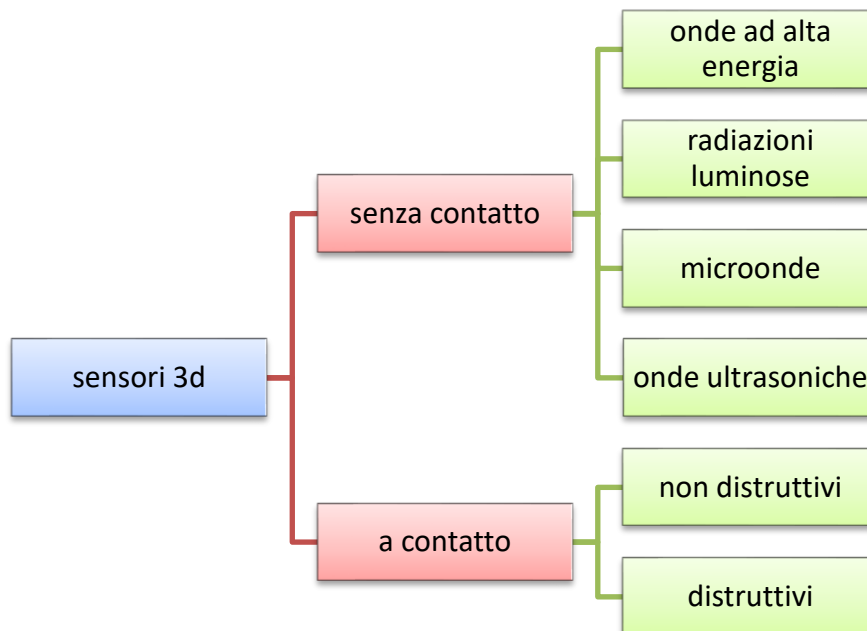 onde ad alta
energia
radiazioni
luminose
senza contatto
microonde
sensori 3d
onde ultrasoniche
non distruttivi
a contatto
distruttivi